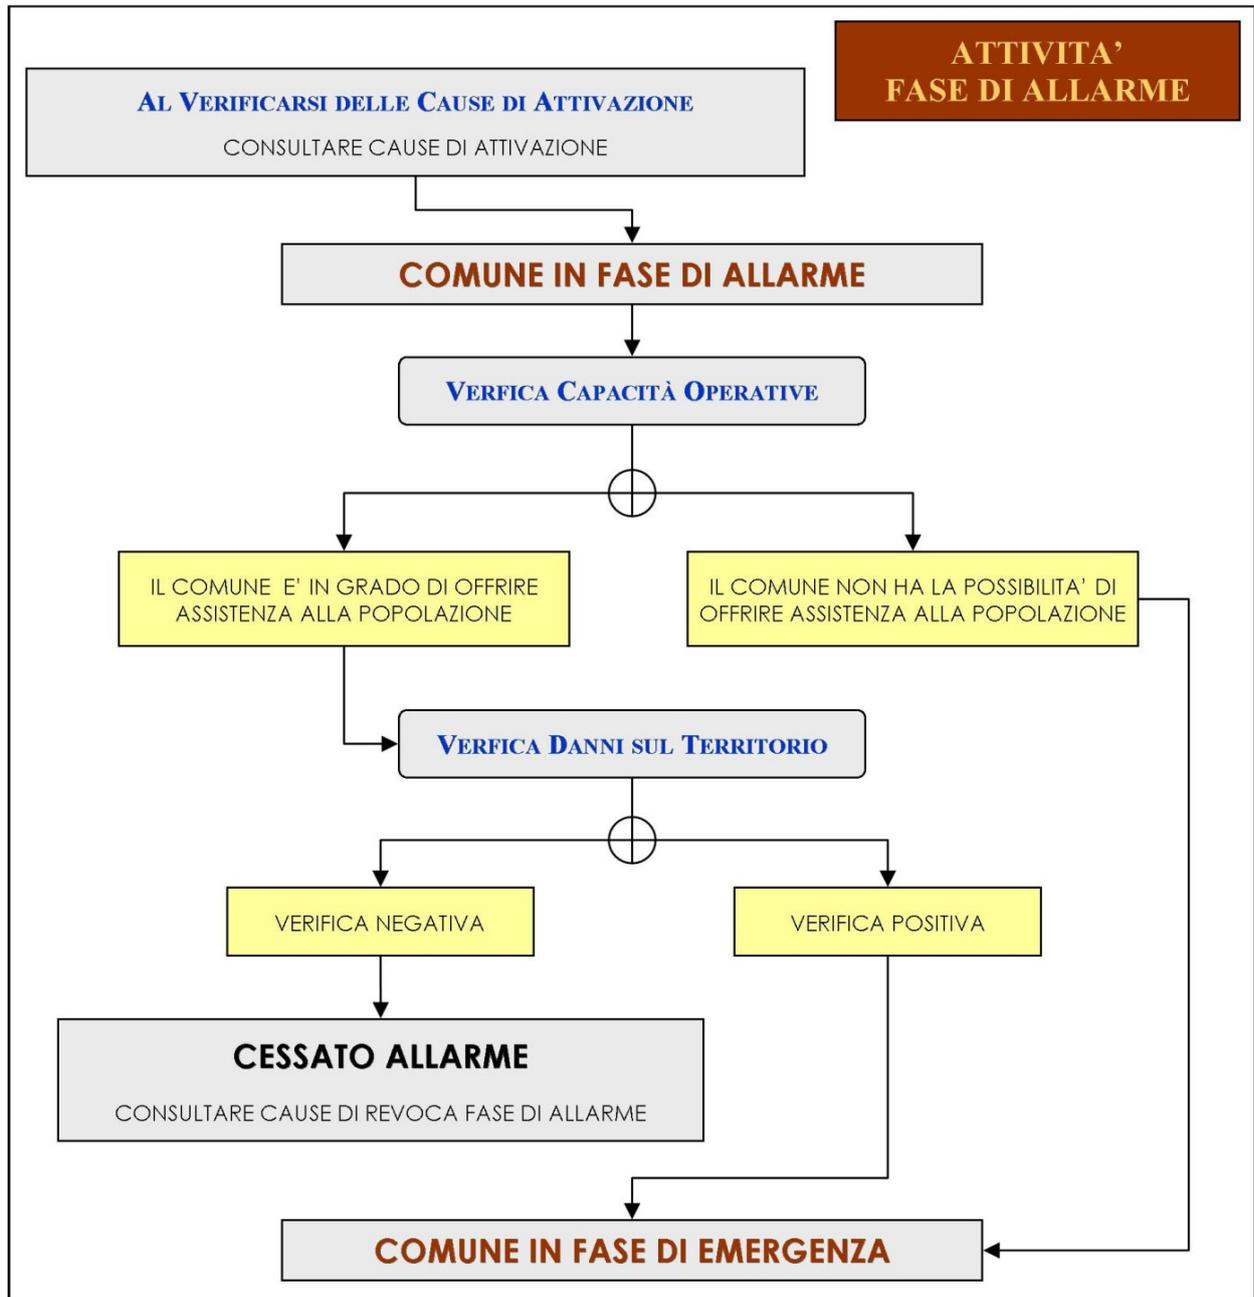 ATTIVITA'
FASE DI ALLARME
AL VERIFICARSI DELLE CAUSE DI ATTIVAZIONE
CONSULTARE CAUSE DI ATTIVAZIONE
COMUNE IN FASE DI ALLARME
VERFICA CAPACITÀ OPERATIVE
IL COMUNE E' IN GRADO DI OFFRIRE
ASSISTENZA ALLA POPOLAZIONE
IL COMUNE NON HA LA POSSIBILITA' DI
OFFRIRE ASSISTENZA ALLA POPOLAZIONE
VERFICA DANNI SUL TERRITORIO
VERIFICA NEGATIVA
VERIFICA POSITIVA
CESSATO ALLARME
CONSULTARE CAUSE DI REVOCA FASE DI ALLARME
COMUNE IN FASE DI EMERGENZA